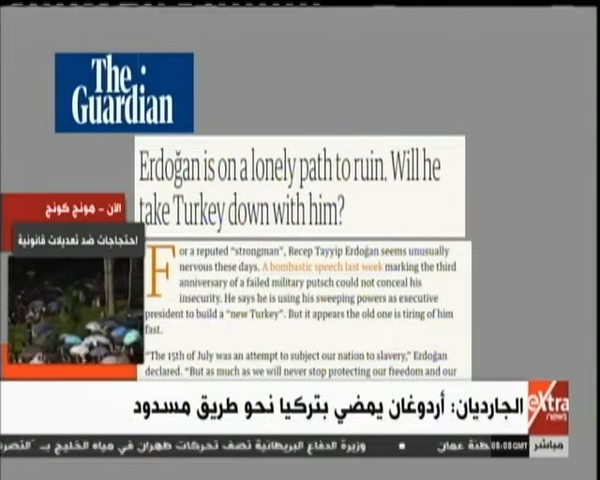 The
Guardian
Erdoğan is on a lonely path to ruin. Will he
take Turkey down with him?
الآن - هونج كونج
احتجاجات ضد تعديلات قانونية
For a reputed “strongman”, Recep Tayyip Erdoğan seems unusually
nervous these days. A bombastic speech last week marking the third
anniversary of a failed military putsch could not conceal his
insecurity. He says he is using his sweeping powers as executive
president to build a “new Turkey”. But it appears the old one is tiring of him
fast.
“The 15th of July was an attempt to subject our nation to slavery,” Erdoğan
declared. “But as much as we will never stop protecting our freedom and our
الجارديان: أردوغان يمضي بتركيا نحو طريق مسدود
eXtra
news
مباشر
08:08 GMT
طنة عمان • وزيرة الدفاع البريطانية تصف تحركات طهران في مياه الخليج بـ